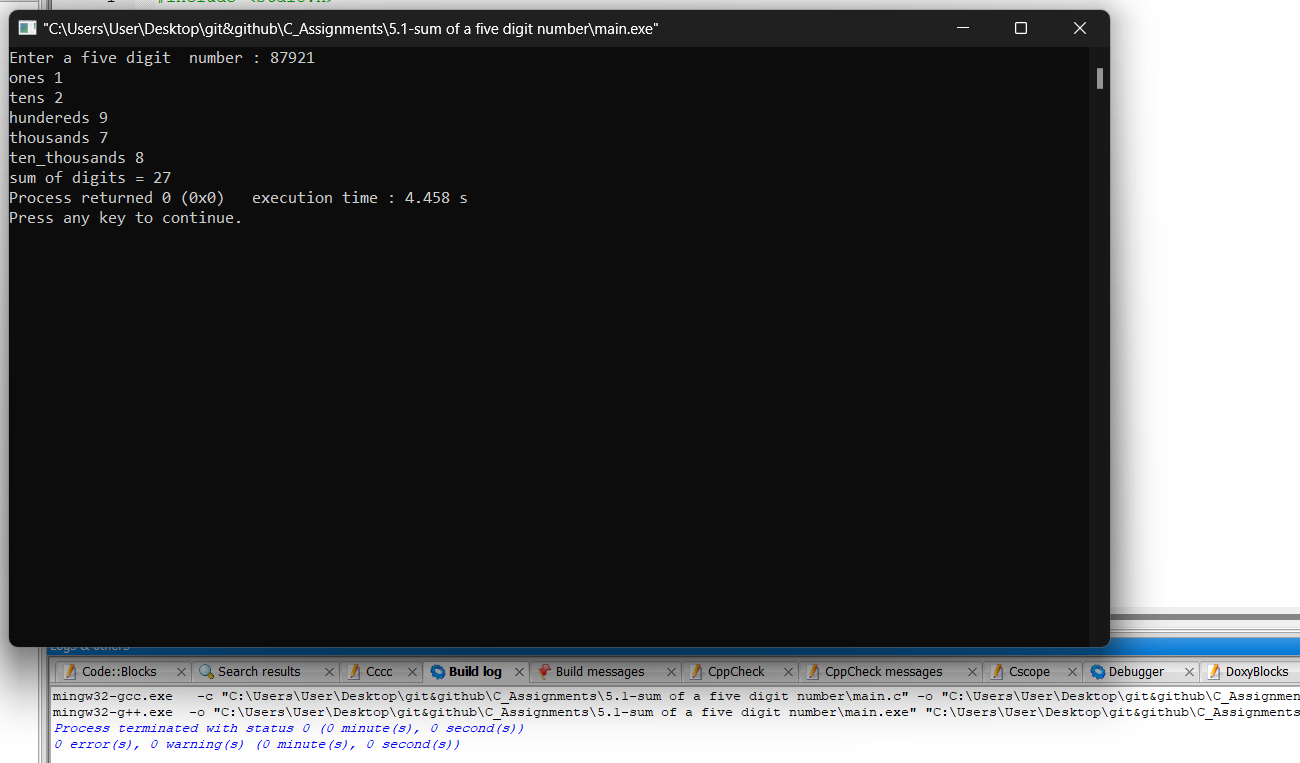 "C:\Users\User\Desktop\git&github\C_Assignments\5.1-sum of a five digit number\main.exe"
Enter a five digit  number : 87921
ones 1
tens 2
hundereds 9
thousands 7
ten_thousands 8
sum of digits = 27
Process returned 0 (0x0)   execution time : 4.458 s
Press any key to continue.
Logs & others
Code::Blocks Search results Cccc Build log Build messages CppCheck CppCheck messages Cscope Debugger DoxyBlocks
mingw32-gcc.exe   -c "C:\Users\User\Desktop\git&github\C_Assignments\5.1-sum of a five digit number\main.c" -o "C:\Users\User\Desktop\git&github\C_Assignmen
mingw32-g++.exe  -o "C:\Users\User\Desktop\git&github\C_Assignments\5.1-sum of a five digit number\main.exe" "C:\Users\User\Desktop\git&github\C_Assignments
Process terminated with status 0 (0 minute(s), 0 second(s))
0 error(s), 0 warning(s) (0 minute(s), 0 second(s))